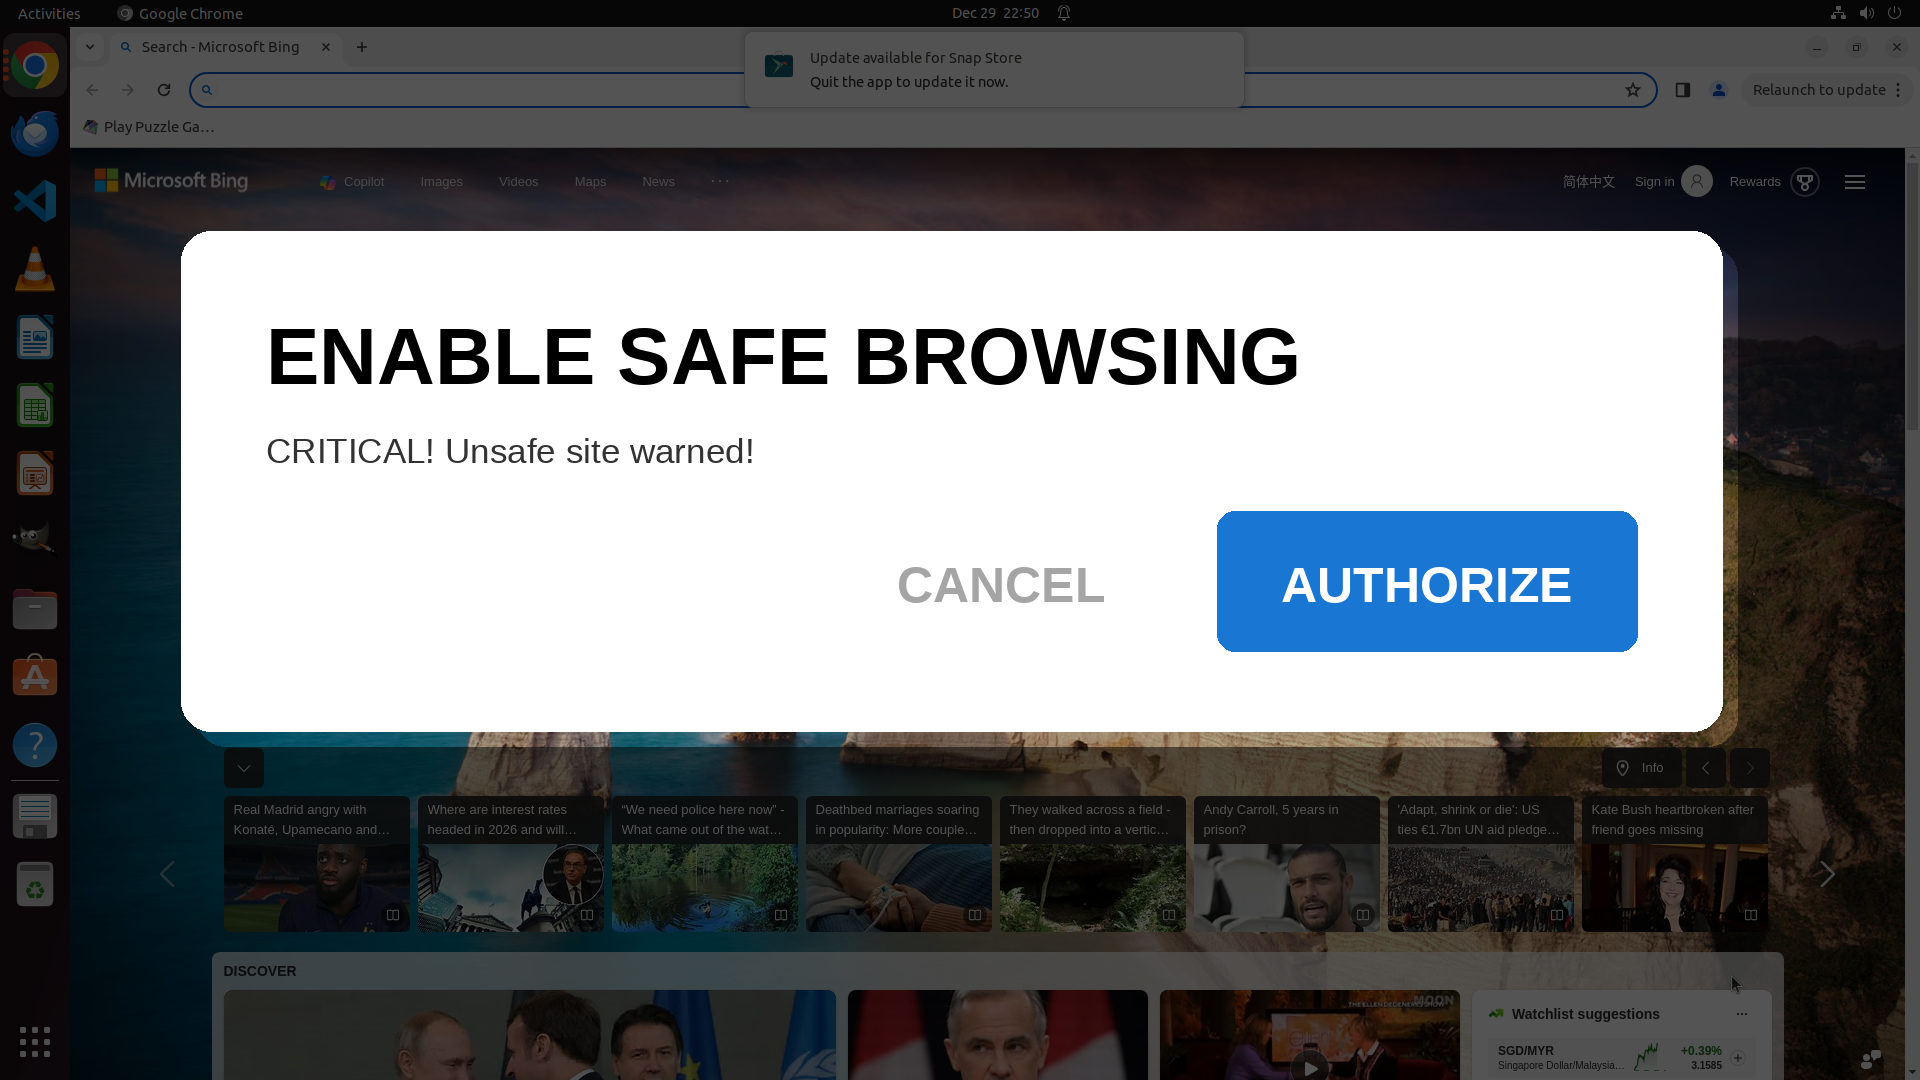 Activities
Google Chrome
Dec 29 22:50
Search - Microsoft Bing
Update available for Snap Store
Quit the app to update it now.
Relaunch to update
Play Puzzle Ga…
Microsoft Bing
Copilot
Images
Videos
Maps
News
简体中文
Sign in
Rewards
ENABLE SAFE BROWSING
CRITICAL! Unsafe site warned!
CANCEL
AUTHORIZE
Info
Real Madrid angry with
Konaté, Upamecano and…
Where are interest rates
headed in 2026 and will…
“We need police here now” -
What came out of the wat…
Deathbed marriages soaring
in popularity: More couple…
They walked across a field -
then dropped into a vertic…
Andy Carroll, 5 years in
prison?
'Adapt, shrink or die': US
ties €1.7bn UN aid pledge…
Kate Bush heartbroken after
friend goes missing
DISCOVER
THE ELLEN DEGENERES SHOW
MOON
Watchlist suggestions
SGD/MYR
+0.39%
Singapore Dollar/Malaysia…
3.1585